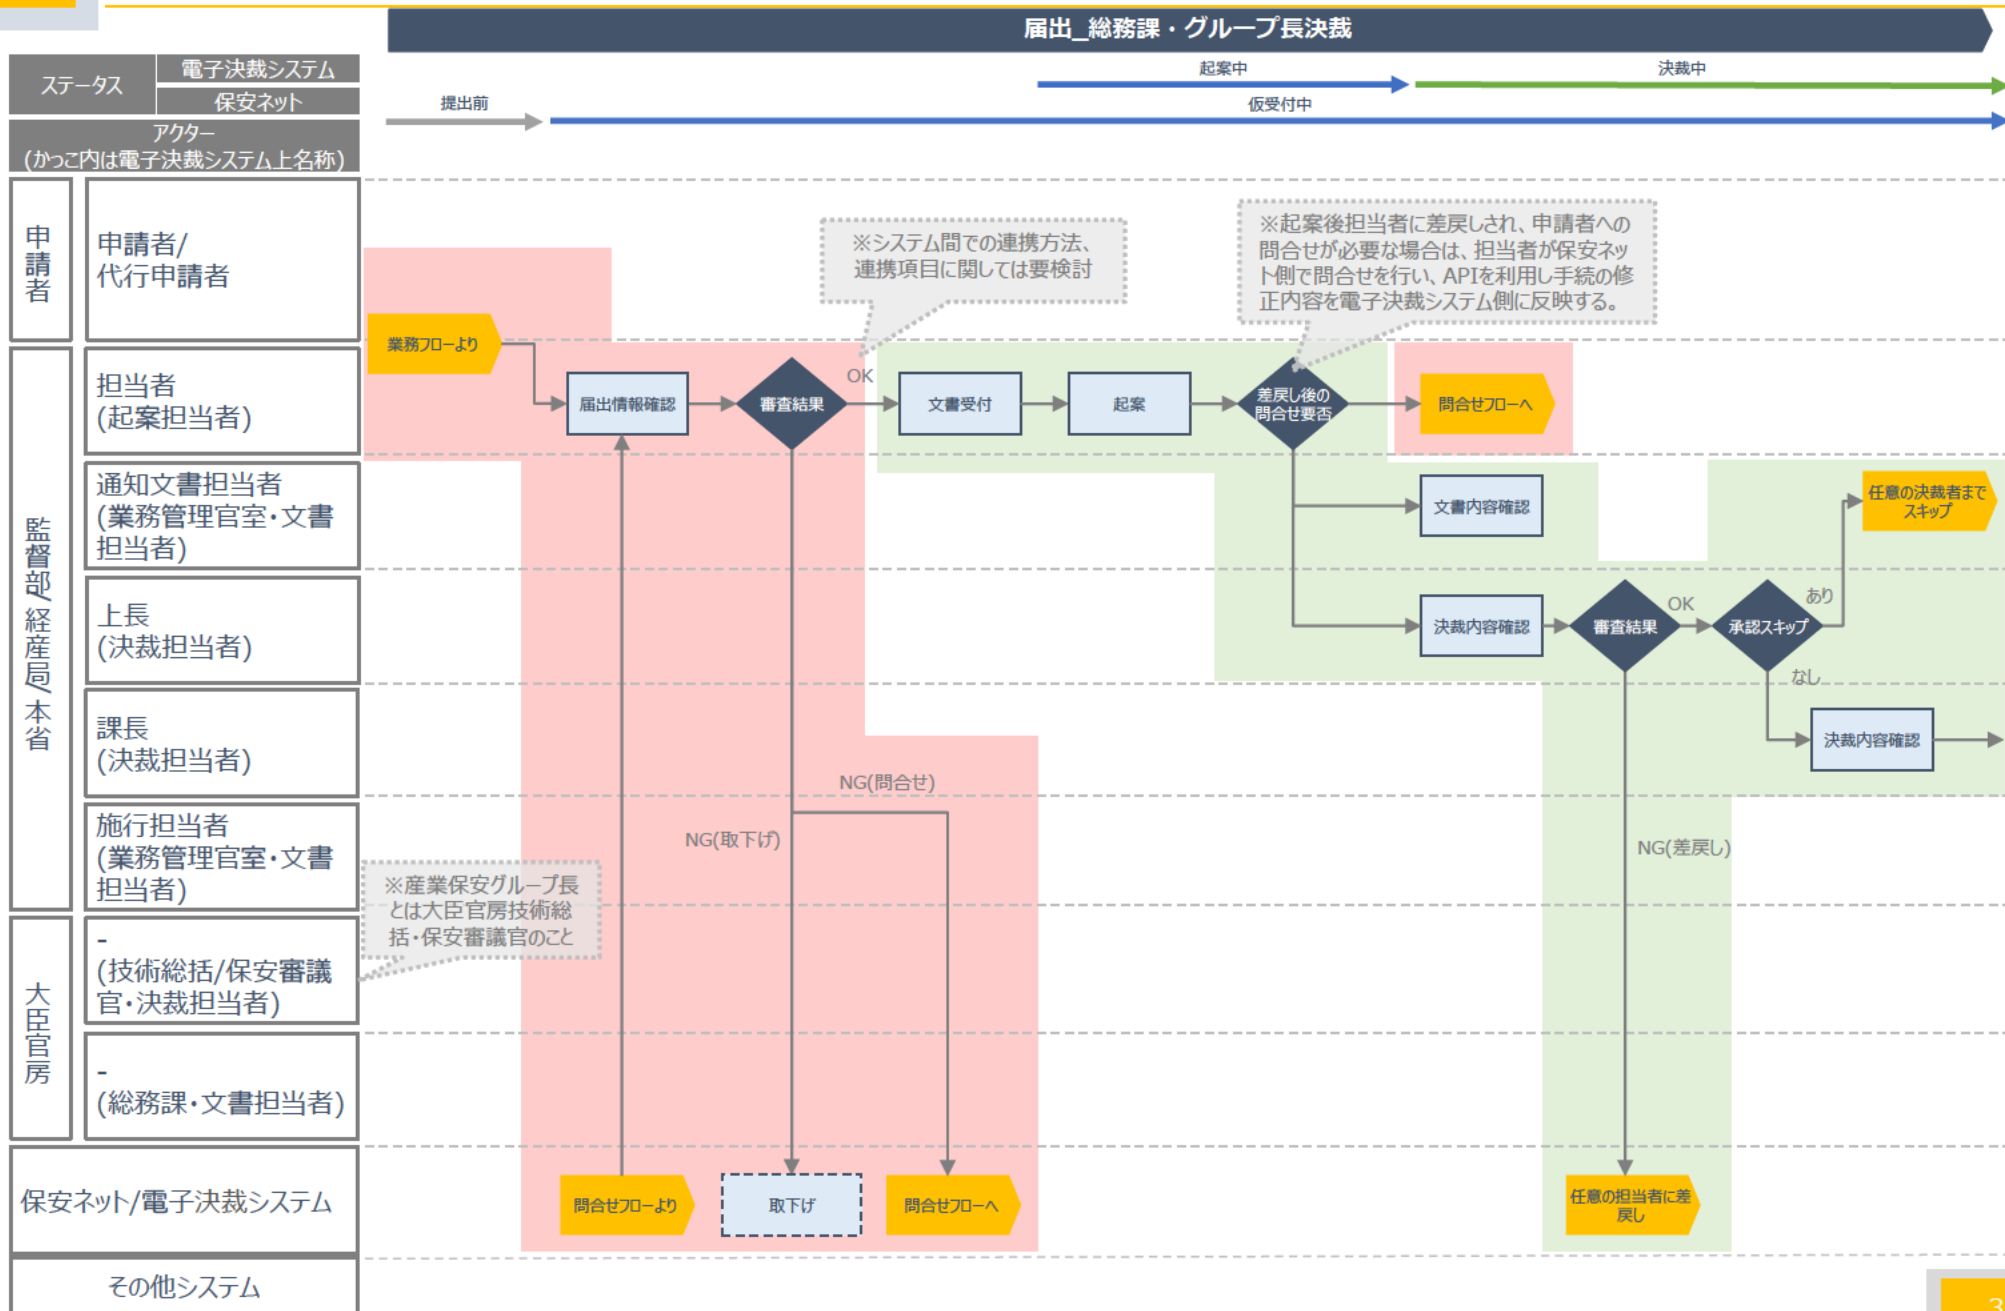 届出_総務課・グループ長決裁
ステータス
電子決裁システム
保安ネット
起案中
決裁中
提出前
仮受付中
アクター
(かっこ内は電子決裁システム上名称)
申請者
申請者/
代行申請者
※システム間での連携方法、
連携項目に関しては要検討
※起案後担当者に差戻しされ、申請者への
問合せが必要な場合は、担当者が保安ネッ
ト側で問合せを行い、APIを利用し手続の修
正内容を電子決裁システム側に反映する。
業務フローより
監督部/経産局/本省
担当者
(起案担当者)
届出情報確認
審査結果
OK
文書受付
起案
差戻し後の
問合せ要否
問合せフローへ
通知文書担当者
(業務管理官室・文書
担当者)
文書内容確認
任意の決裁者まで
スキップ
上長
(決裁担当者)
決裁内容確認
審査結果
OK
承認スキップ
あり
なし
課長
(決裁担当者)
決裁内容確認
NG(問合せ)
NG(取下げ)
NG(差戻し)
施行担当者
(業務管理官室・文書
担当者)
※産業保安グループ長
とは大臣官房技術総
括・保安審議官のこと
大臣官房
-
(技術総括/保安審議
官・決裁担当者)
-
(総務課・文書担当者)
保安ネット/電子決裁システム
問合せフローより
取下げ
問合せフローへ
任意の担当者に差
戻し
その他システム
3